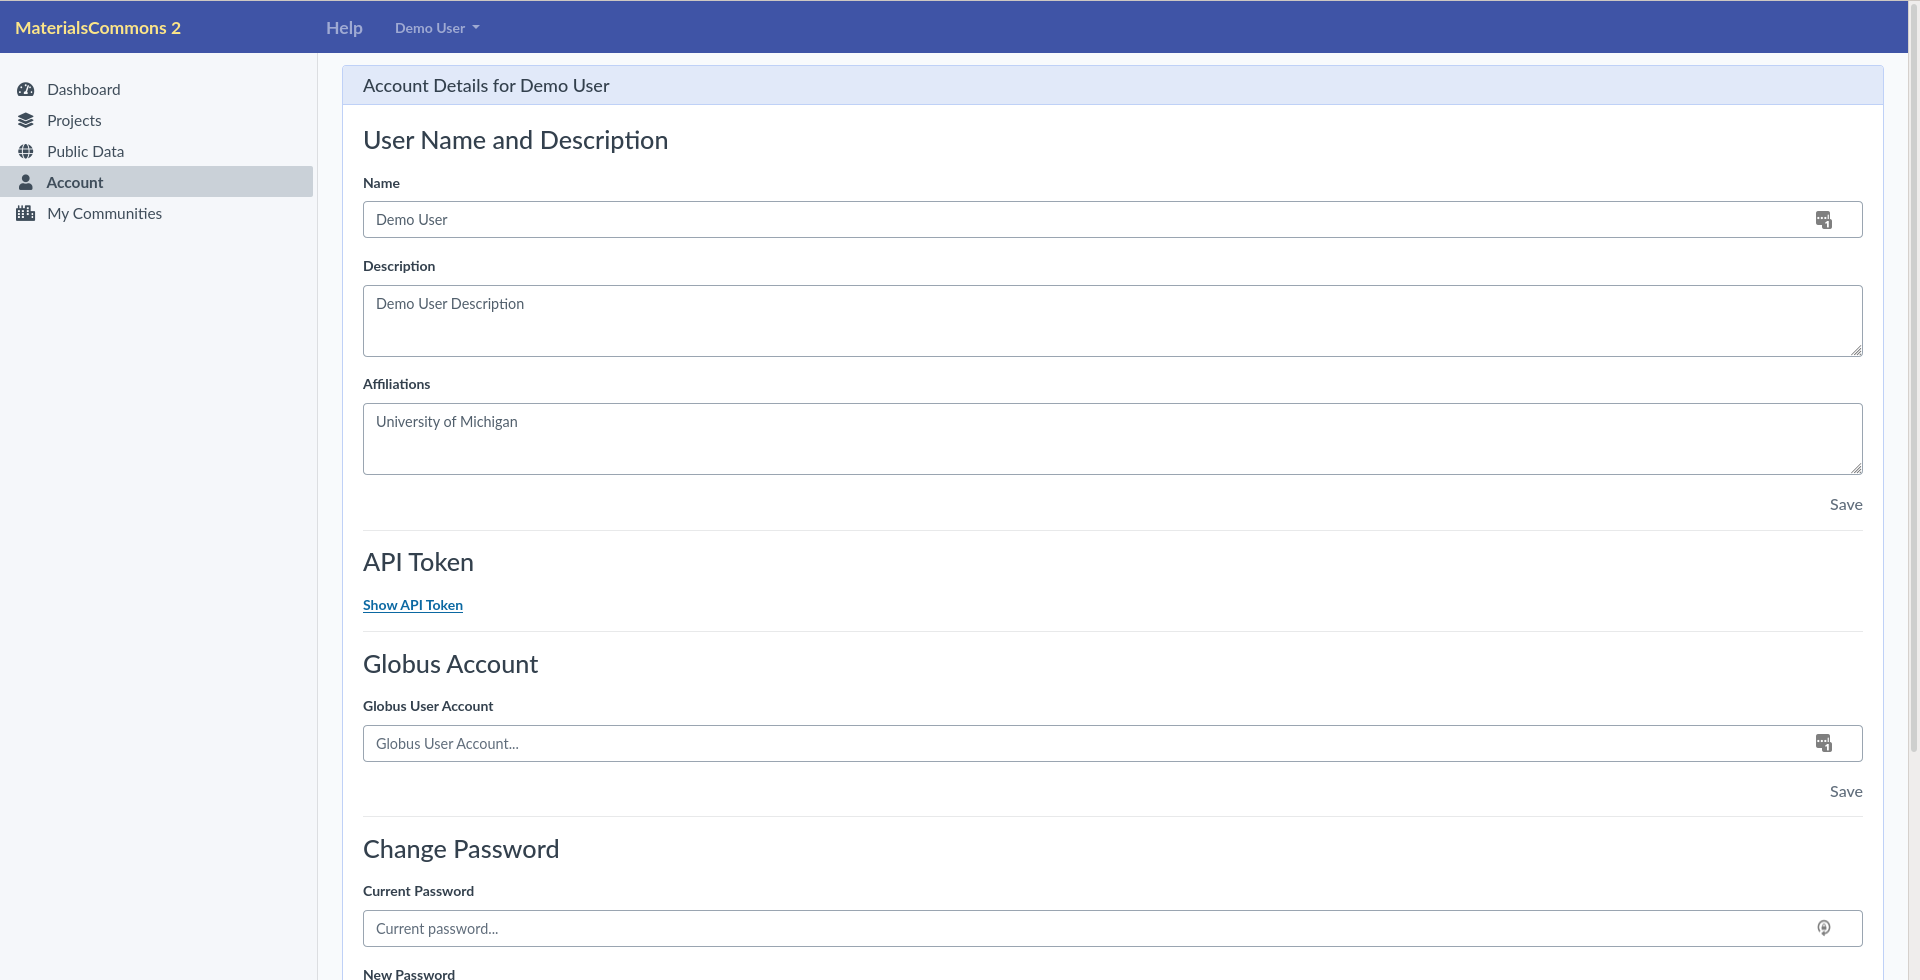 MaterialsCommons 2
Help
Demo User
Dashboard
Projects
Public Data
Account
My Communities
Account Details for Demo User
User Name and Description
Name
Demo User
Description
Demo User Description
Affiliations
University of Michigan
Save
API Token
Show API Token
Globus Account
Globus User Account
Globus User Account...
Save
Change Password
Current Password
Current password...
New Password